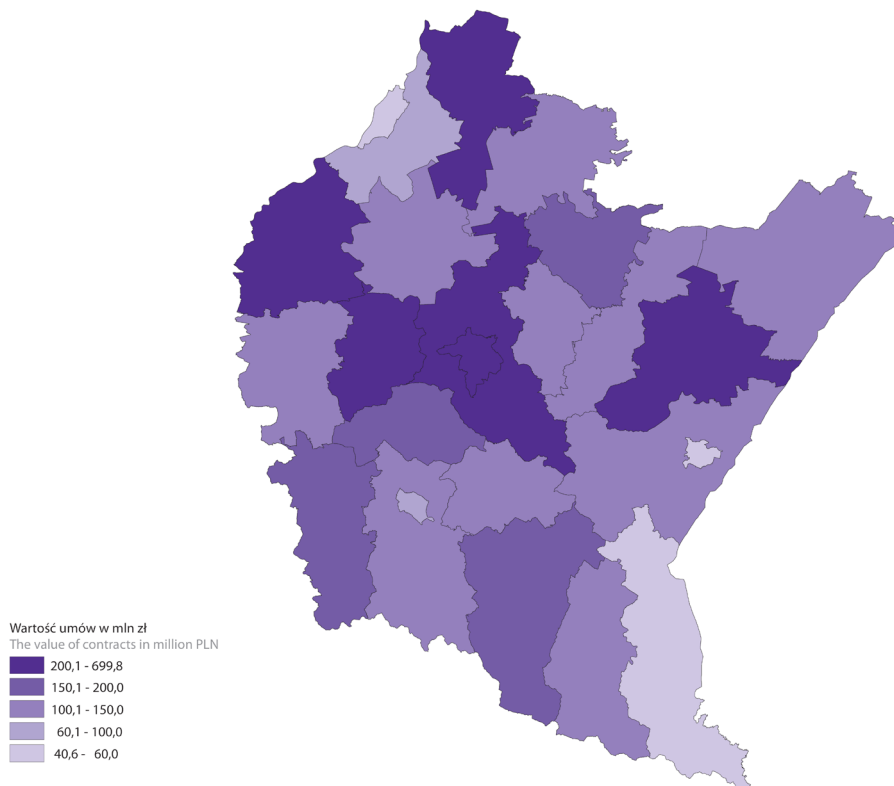 Wartość umów w mln zł
The value of contracts in million PLN
200,1 - 699,8
150,1 - 200,0
100,1 - 150,0
60,1 - 100,0
40,6 - 60,0